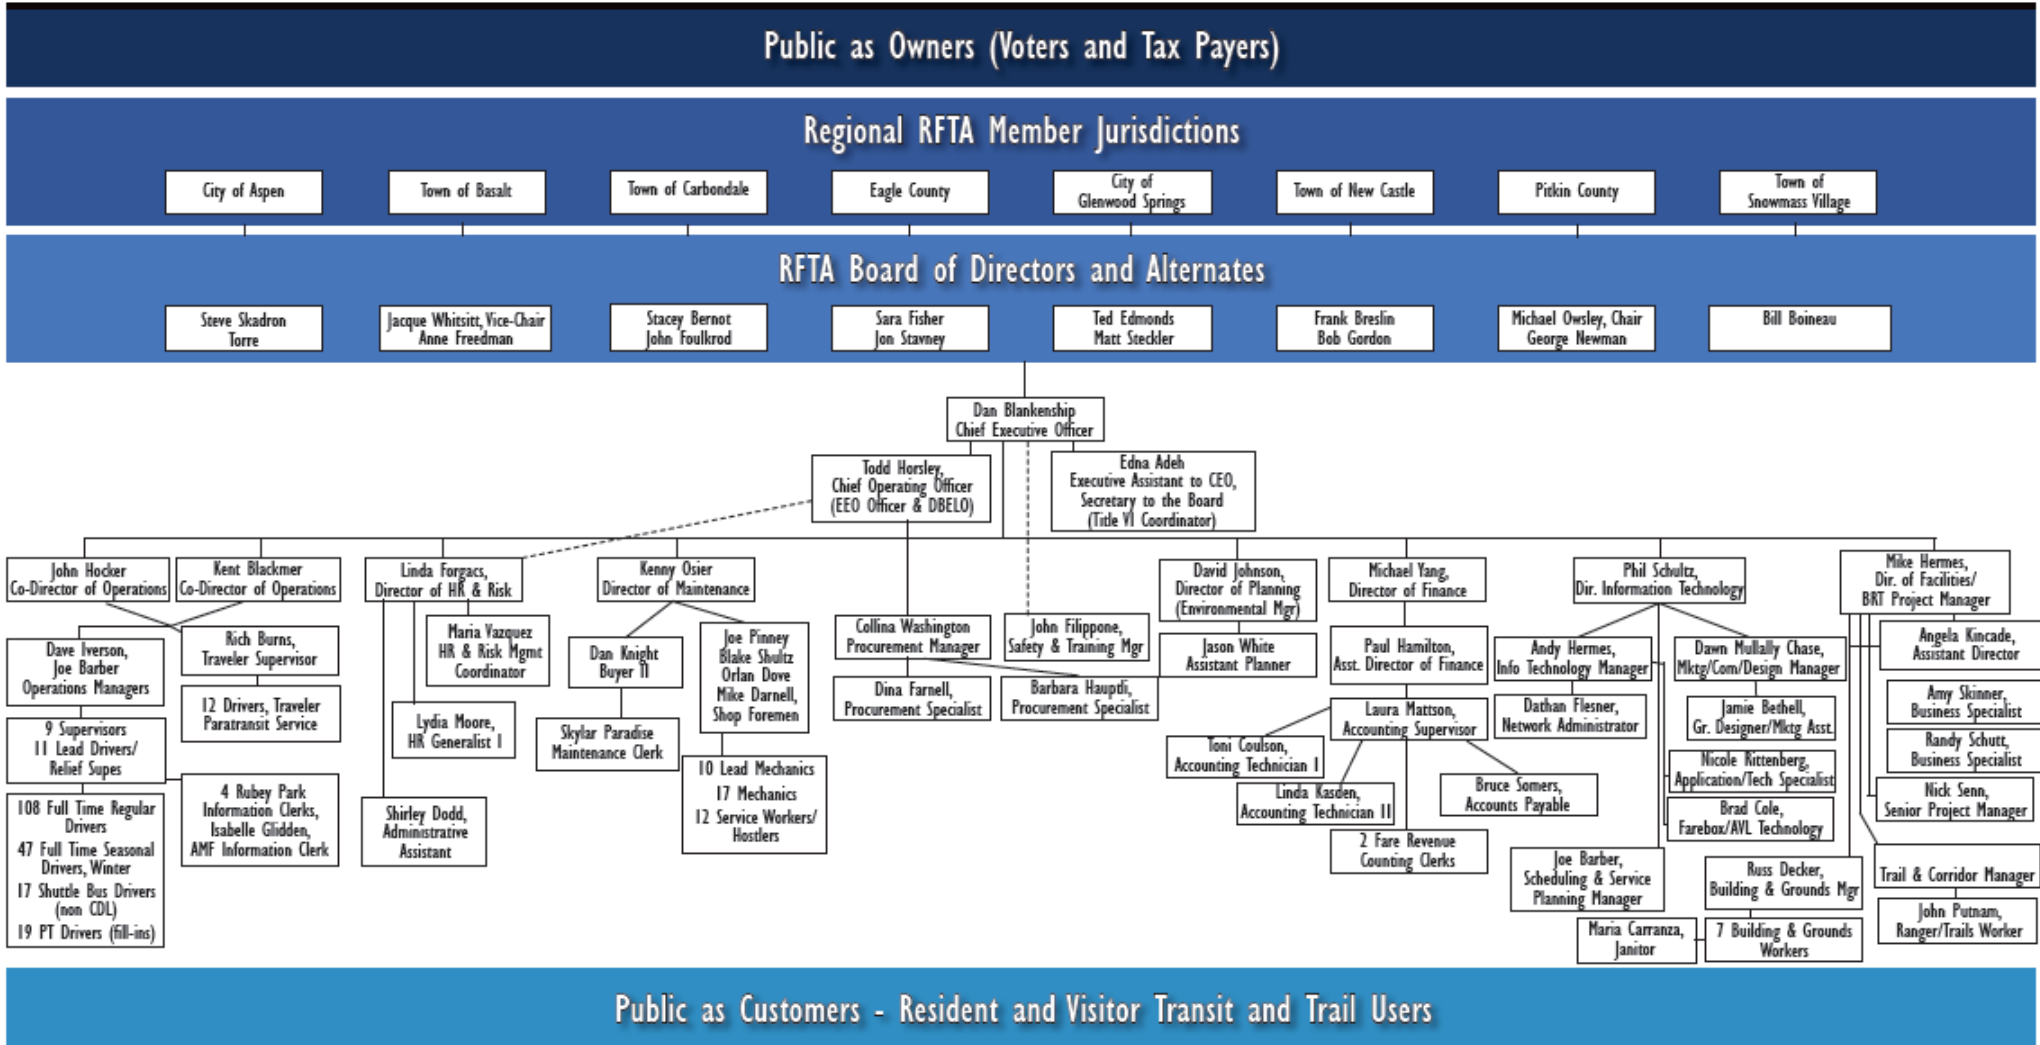 Public as Owners (Voters and Tax Payers)
Regional RFTA Member Jurisdictions
City of Aspen
Town of Basalt
Town of Carbondale
Eagle County
City of
Glenwood Springs
Town of New Castle
Pitkin County
Town of
Snowmass Village
RFTA Board of Directors and Alternates
Steve Skadron
Torre
Jacque Whitsitt, Vice-Chair
Anne Freedman
Stacey Bernot
John Foulkrod
Sara Fisher
Jon Stavney
Ted Edmonds
Matt Steckler
Frank Breslin
Bob Gordon
Michael Owsley, Chair
George Newman
Bill Boineau
Dan Blankenship
Chief Executive Officer
Todd Horsley,
Chief Operating Officer
(EEO Officer & DBELO)
Edna Adeh
Executive Assistant to CEO,
Secretary to the Board
(Title VI Coordinator)
John Hocker
Co-Director of Operations
Kent Blackmer
Co-Director of Operations
Linda Forgacs,
Director of HR & Risk
Kenny Osier
Director of Maintenance
David Johnson,
Director of Planning
(Environmental Mgr)
Michael Yang,
Director of Finance
Phil Schultz,
Dir. Information Technology
Mike Hermes,
Dir. of Facilities/
BRT Project Manager
Dave Iverson,
Joe Barber
Operations Managers
Rich Burns,
Traveler Supervisor
Maria Vazquez
HR & Risk Mgmt
Coordinator
Dan Knight
Buyer II
Joe Pinney
Blake Shultz
Orlan Dove
Mike Darnell,
Shop Foremen
Collina Washington
Procurement Manager
John Filippone,
Safety & Training Mgr
Jason White
Assistant Planner
Paul Hamilton,
Asst. Director of Finance
Andy Hermes,
Info Technology Manager
Dawn Mullally Chase,
Mktg/Com/Design Manager
Angela Kincade,
Assistant Director
12 Drivers, Traveler
Paratransit Service
Lydia Moore,
HR Generalist I
Skylar Paradise
Maintenance Clerk
Dina Farnell,
Procurement Specialist
Barbara Hauptli,
Procurement Specialist
Laura Mattson,
Accounting Supervisor
Dathan Flesner,
Network Administrator
Jamie Bethell,
Gr. Designer/Mktg Asst.
Amy Skinner,
Business Specialist
9 Supervisors
11 Lead Drivers/
Relief Supes
Toni Coulson,
Accounting Technician I
Nicole Rittenberg,
Application/Tech Specialist
Randy Schutt,
Business Specialist
10 Lead Mechanics
17 Mechanics
12 Service Workers/
Hostlers
Linda Kasden,
Accounting Technician II
Bruce Somers,
Accounts Payable
Brad Cole,
Farebox/AVL Technology
Nick Senn,
Senior Project Manager
108 Full Time Regular
Drivers
47 Full Time Seasonal
Drivers, Winter
17 Shuttle Bus Drivers
(non CDL)
19 PT Drivers (fill-ins)
4 Rubey Park
Information Clerks,
Isabelle Glidden,
AMF Information Clerk
Shirley Dodd,
Administrative
Assistant
2 Fare Revenue
Counting Clerks
Joe Barber,
Scheduling & Service
Planning Manager
Russ Decker,
Building & Grounds Mgr
Trail & Corridor Manager
Maria Carranza,
Janitor
7 Building & Grounds
Workers
John Putnam,
Ranger/Trails Worker
Public as Customers - Resident and Visitor Transit and Trail Users